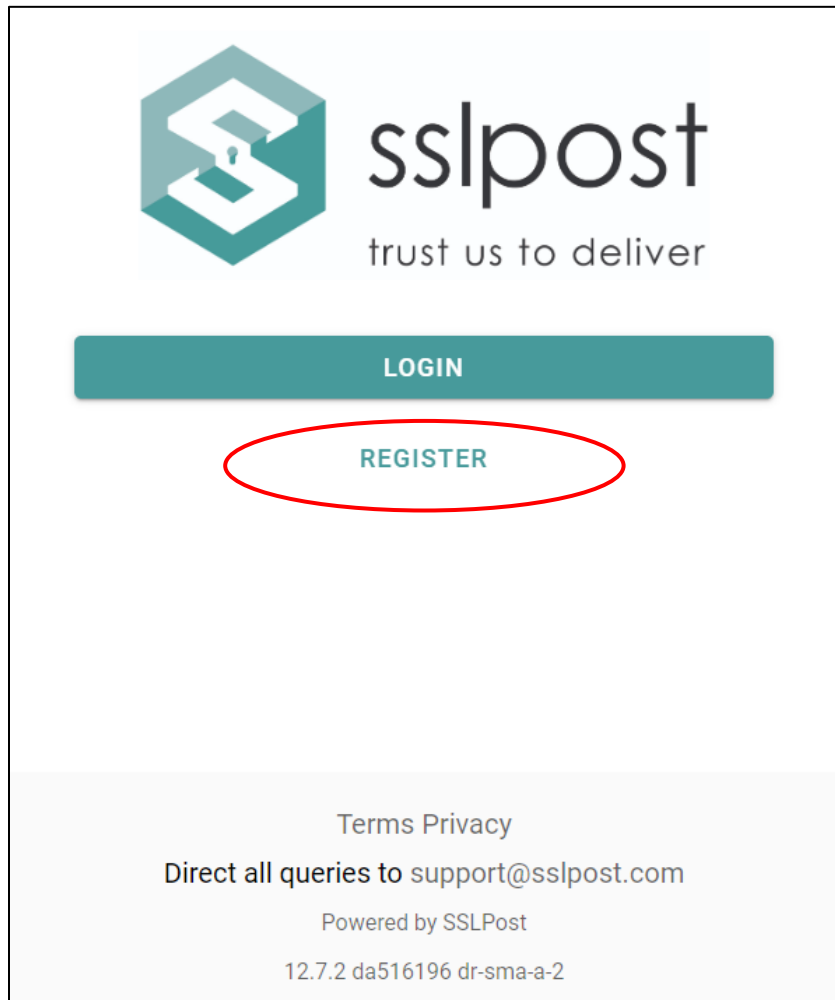 sslpost
trust us to deliver
LOGIN
REGISTER
Terms Privacy
Direct all queries to support@sslpost.com
Powered by SSLPost
12.7.2 da516196 dr-sma-a-2